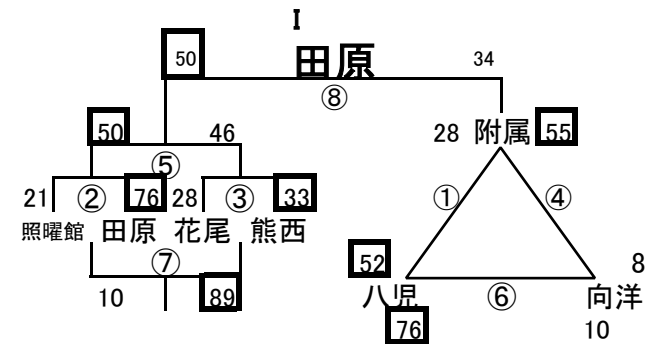 I
50 田原 34
⑧
50 46 28 附属 55
⑤
21 ② 76 28 ③ 33 ① ④
照曜館 田原 花尾 熊西
⑦ 52 8
10 89 八児 ⑥ 向洋
76 10